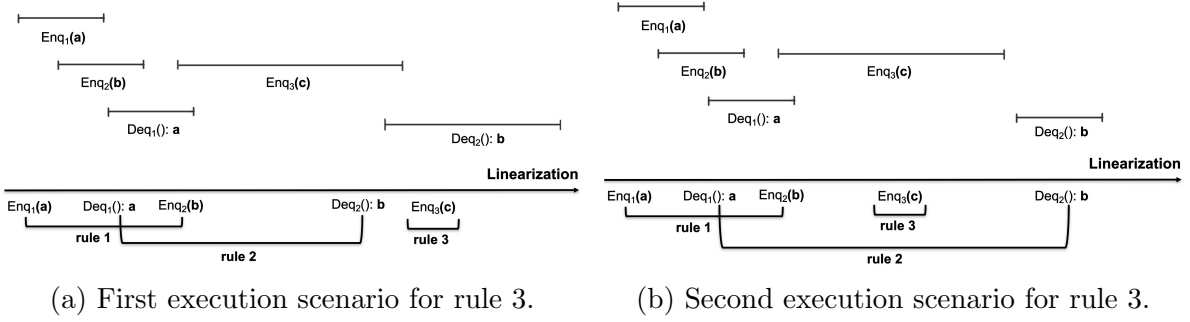 Enq₁(a)
Enq₂(b)
Enq₃(c)
Deq₁(): a
Deq₂(): b
Linearization
Enq₁(a) Deq₁(): a Enq₂(b) Deq₂(): b Enq₃(c)
rule 1
rule 3
rule 2
(a) First execution scenario for rule 3.
Enq₁(a)
Enq₂(b)
Enq₃(c)
Deq₁(): a
Deq₂(): b
Linearization
Enq₁(a) Deq₁(): a Enq₂(b) Enq₃(c) Deq₂(): b
rule 1
rule 3
rule 2
(b) Second execution scenario for rule 3.